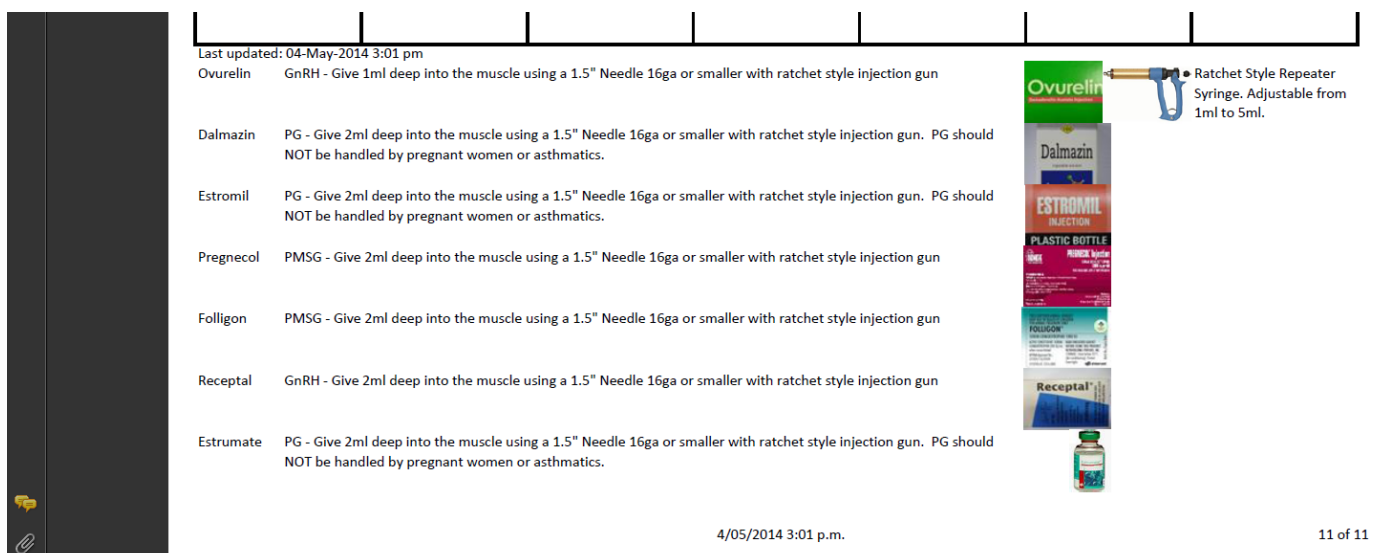 Last updated: 04-May-2014 3:01 pm
Ovurelin GnRH - Give 1ml deep into the muscle using a 1.5" Needle 16ga or smaller with ratchet style injection gun
Ovurelin
Ratchet Style Repeater
Syringe. Adjustable from
1ml to 5ml.
Dalmazin PG - Give 2ml deep into the muscle using a 1.5" Needle 16ga or smaller with ratchet style injection gun. PG should
NOT be handled by pregnant women or asthmatics.
Dalmazin
Estromil PG - Give 2ml deep into the muscle using a 1.5" Needle 16ga or smaller with ratchet style injection gun. PG should
NOT be handled by pregnant women or asthmatics.
ESTROMIL
INJECTION
PLASTIC BOTTLE
Pregnecol PMSG - Give 2ml deep into the muscle using a 1.5" Needle 16ga or smaller with ratchet style injection gun
Folligon PMSG - Give 2ml deep into the muscle using a 1.5" Needle 16ga or smaller with ratchet style injection gun
FOLLIGON
Receptal GnRH - Give 2ml deep into the muscle using a 1.5" Needle 16ga or smaller with ratchet style injection gun
Receptal
Estrumate PG - Give 2ml deep into the muscle using a 1.5" Needle 16ga or smaller with ratchet style injection gun. PG should
NOT be handled by pregnant women or asthmatics.
4/05/2014 3:01 p.m.
11 of 11